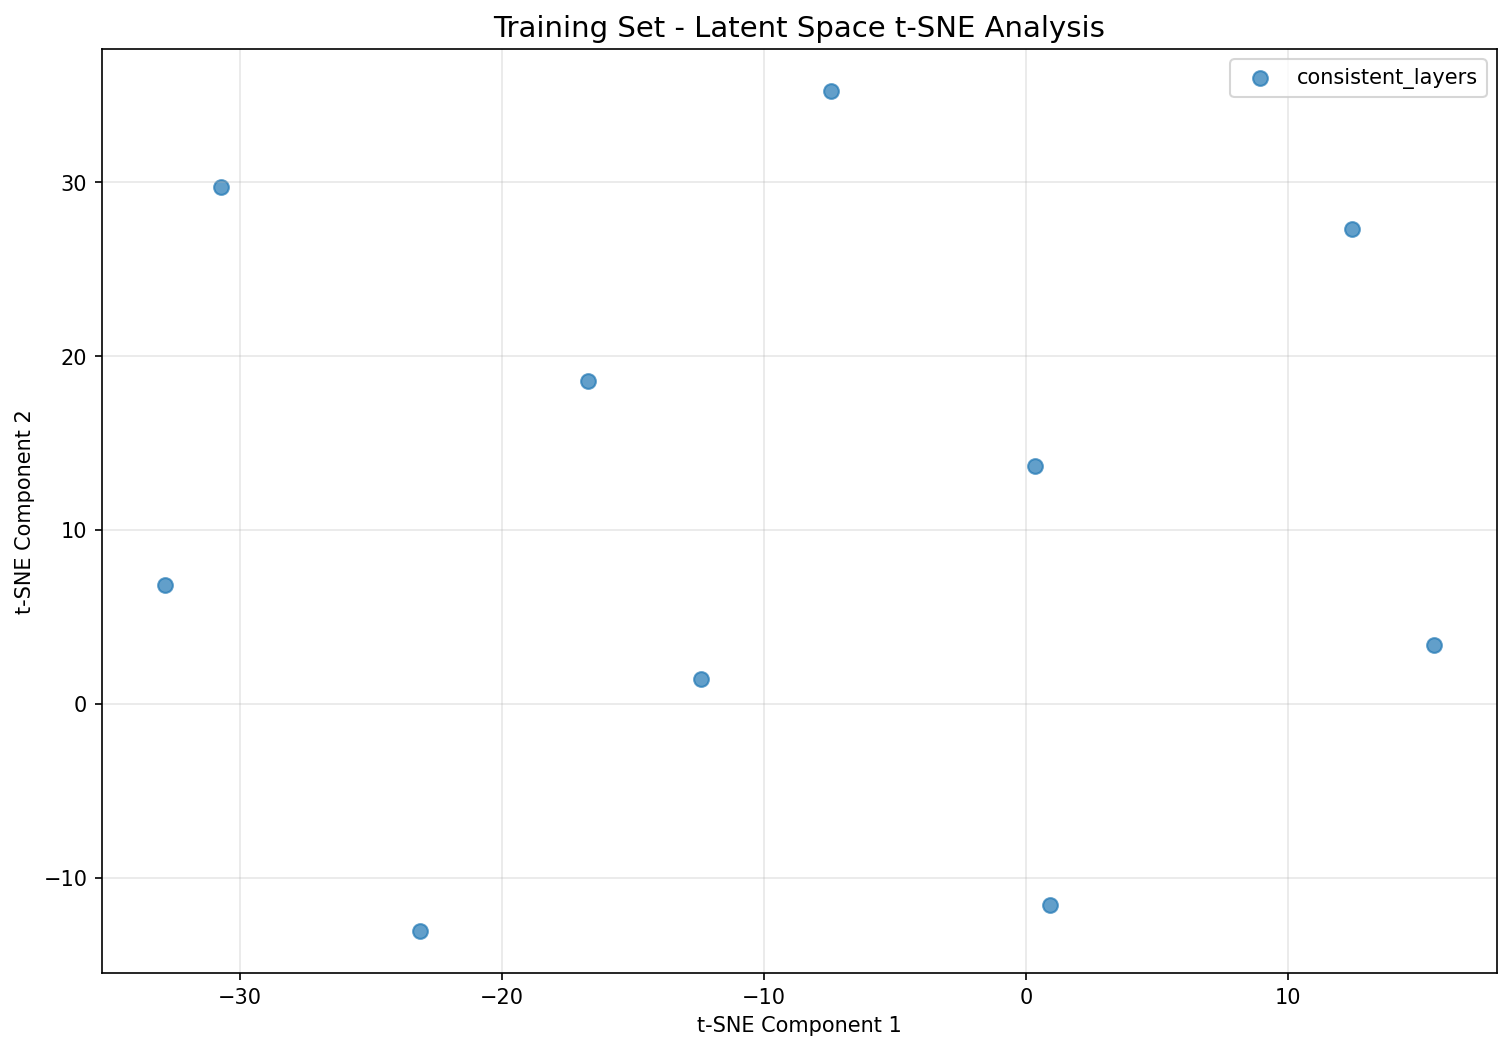 Training Set - Latent Space t-SNE Analysis
consistent_layers
30
20
10
0
−10
t-SNE Component 2
−30
−20
−10
0
10
t-SNE Component 1